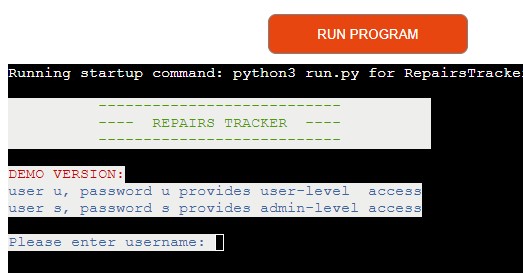 RUN PROGRAM
Running startup command: python3 run.py for RepairsTracker
---------------------------
---- REPAIRS TRACKER ----
---------------------------
DEMO VERSION:
user u, password u provides user-level access
user s, password s provides admin-level access
Please enter username: